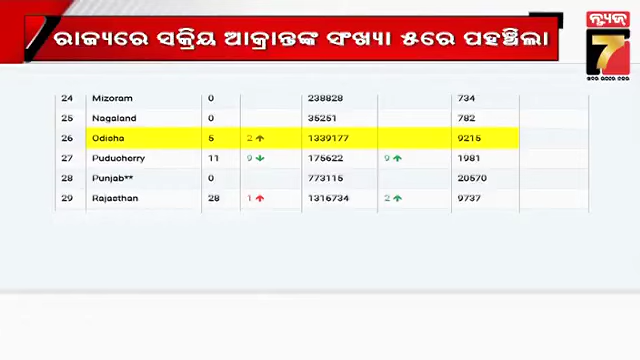 ରାଜ୍ୟରେ ସକ୍ରିୟ ଆକ୍ରାନ୍ତଙ୍କ ସଂଖ୍ୟା ୫ରେ ପହଞ୍ଚିଲା
ନ୍ୟୁଜ୍
7
24 Mizoram 0 238828 734
25 Nagaland 0 35251 782
26 Odisha 5 2 ↑ 1339177 9215
27 Puducherry 11 9 ↓ 175622 9 ↑ 1981
28 Punjab** 0 773115 20570
29 Rajasthan 28 1 ↑ 1316734 2 ↑ 9737